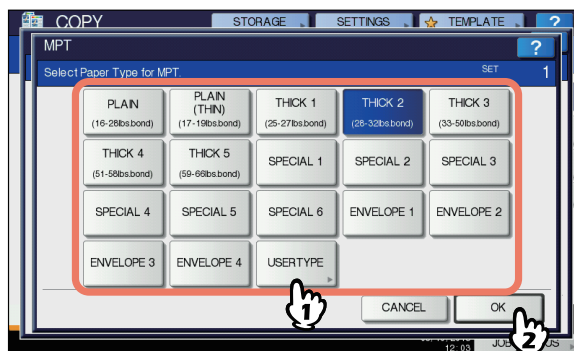 COPY
STORAGE SETTINGS TEMPLATE ?
MPT ?
Select Paper Type for MPT. SET 1
PLAIN
(16-28lbs.bond)
PLAIN
(THIN)
(17-19lbs.bond)
THICK 1
(25-27lbs.bond)
THICK 2
(28-32lbs.bond)
THICK 3
(33-50lbs.bond)
THICK 4
(51-58lbs.bond)
THICK 5
(59-66lbs.bond)
SPECIAL 1
SPECIAL 2
SPECIAL 3
SPECIAL 4
SPECIAL 5
SPECIAL 6
ENVELOPE 1
ENVELOPE 2
ENVELOPE 3
ENVELOPE 4
USERTYPE
1
CANCEL
OK
2
12:03